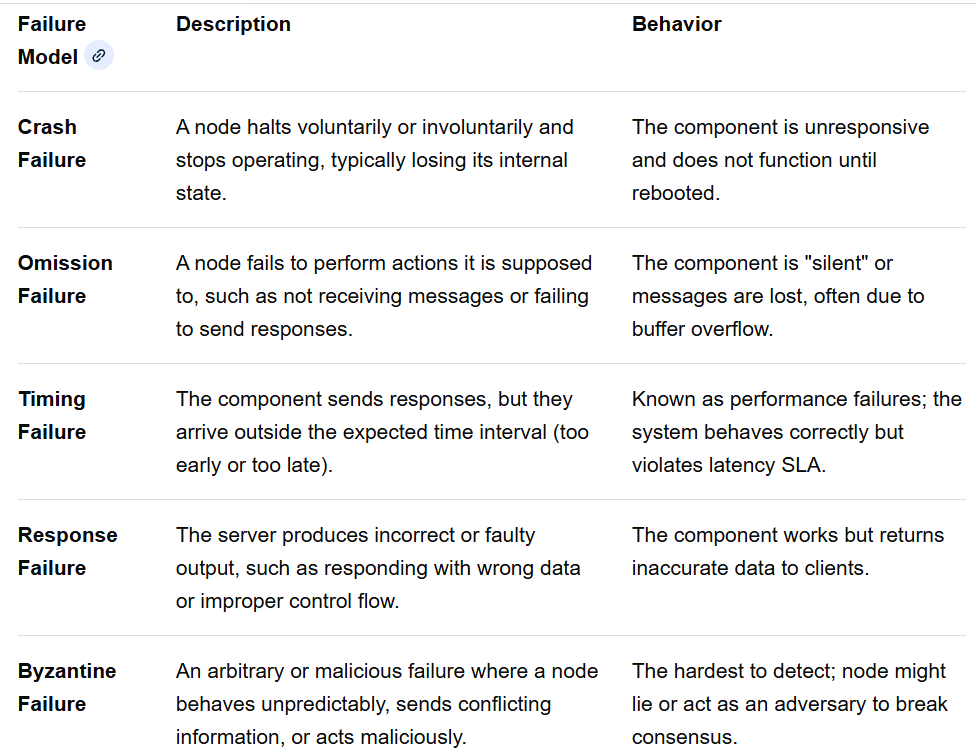 Failure Description Behavior
Model
Crash A node halts voluntarily or involuntarily and The component is unresponsive
Failure stops operating, typically losing its internal and does not function until
state. rebooted.
Omission A node fails to perform actions it is supposed The component is "silent" or
Failure to, such as not receiving messages or failing messages are lost, often due to
to send responses. buffer overflow.
Timing The component sends responses, but they Known as performance failures; the
Failure arrive outside the expected time interval (too system behaves correctly but
early or too late). violates latency SLA.
Response The server produces incorrect or faulty The component works but returns
Failure output, such as responding with wrong data inaccurate data to clients.
or improper control flow.
Byzantine An arbitrary or malicious failure where a node The hardest to detect; node might
Failure behaves unpredictably, sends conflicting lie or act as an adversary to break
information, or acts maliciously. consensus.